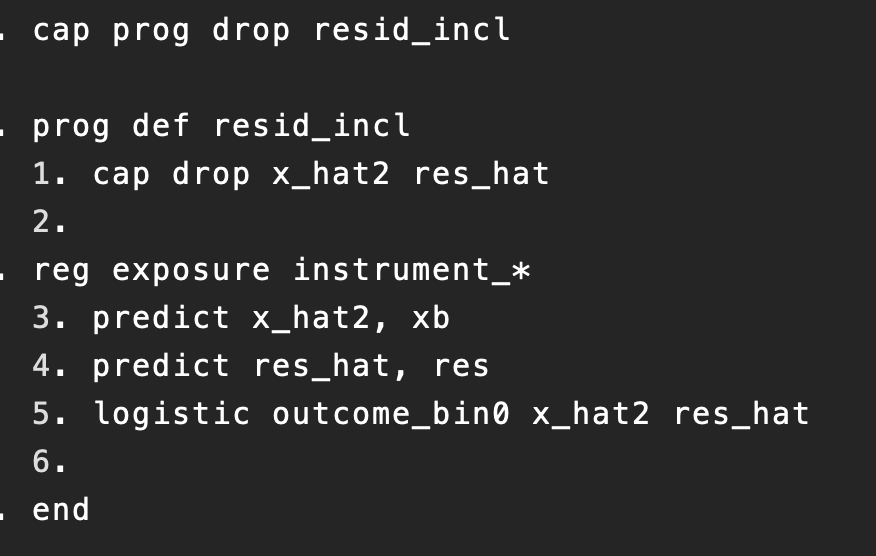 . cap prog drop resid_incl
. prog def resid_incl
1. cap drop x_hat2 res_hat
2.
. reg exposure instrument_*
3. predict x_hat2, xb
4. predict res_hat, res
5. logistic outcome_bin0 x_hat2 res_hat
6.
. end